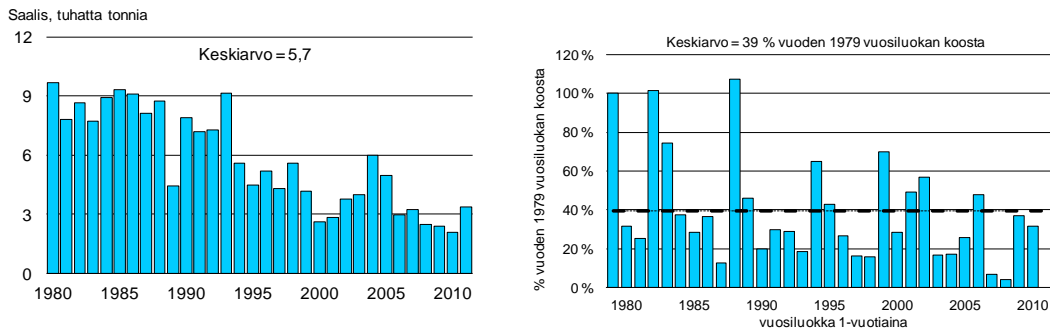 Saalis, tuhatta tonnia
Keskiarvo = 5,7
12
9
6
3
0
1980 1985 1990 1995 2000 2005 2010
Keskiarvo = 39 % vuoden 1979 vuosiluokan koosta
% vuoden 1979 vuosiluokan koosta
120 %
100 %
80 %
60 %
40 %
20 %
0 %
1980 1985 1990 1995 2000 2005 2010
vuosiluokka 1-vuotiaina